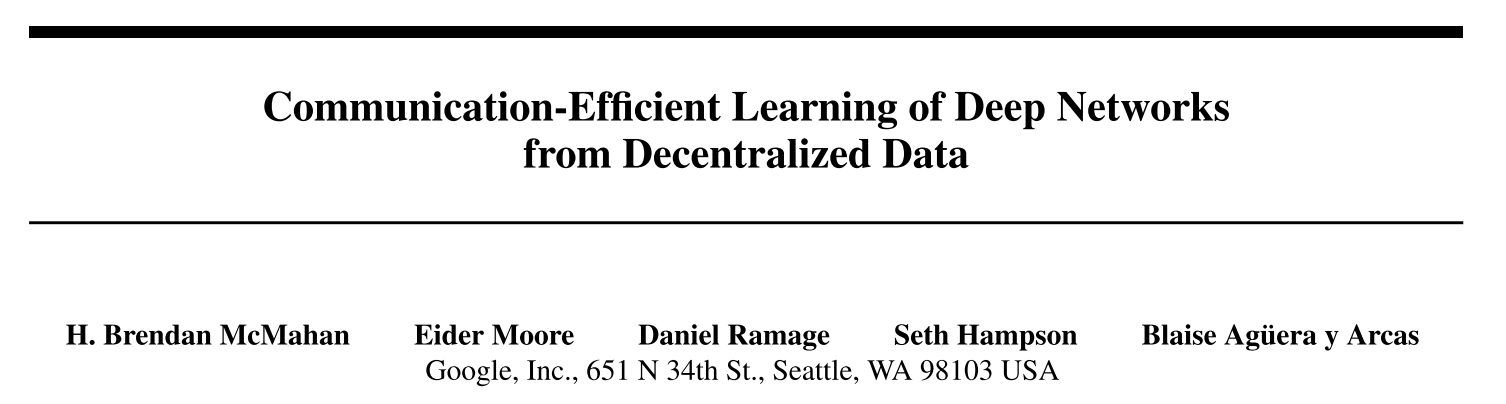 Communication-Efficient Learning of Deep Networks
from Decentralized Data
H. Brendan McMahan Eider Moore Daniel Ramage Seth Hampson Blaise Agüera y Arcas
Google, Inc., 651 N 34th St., Seattle, WA 98103 USA